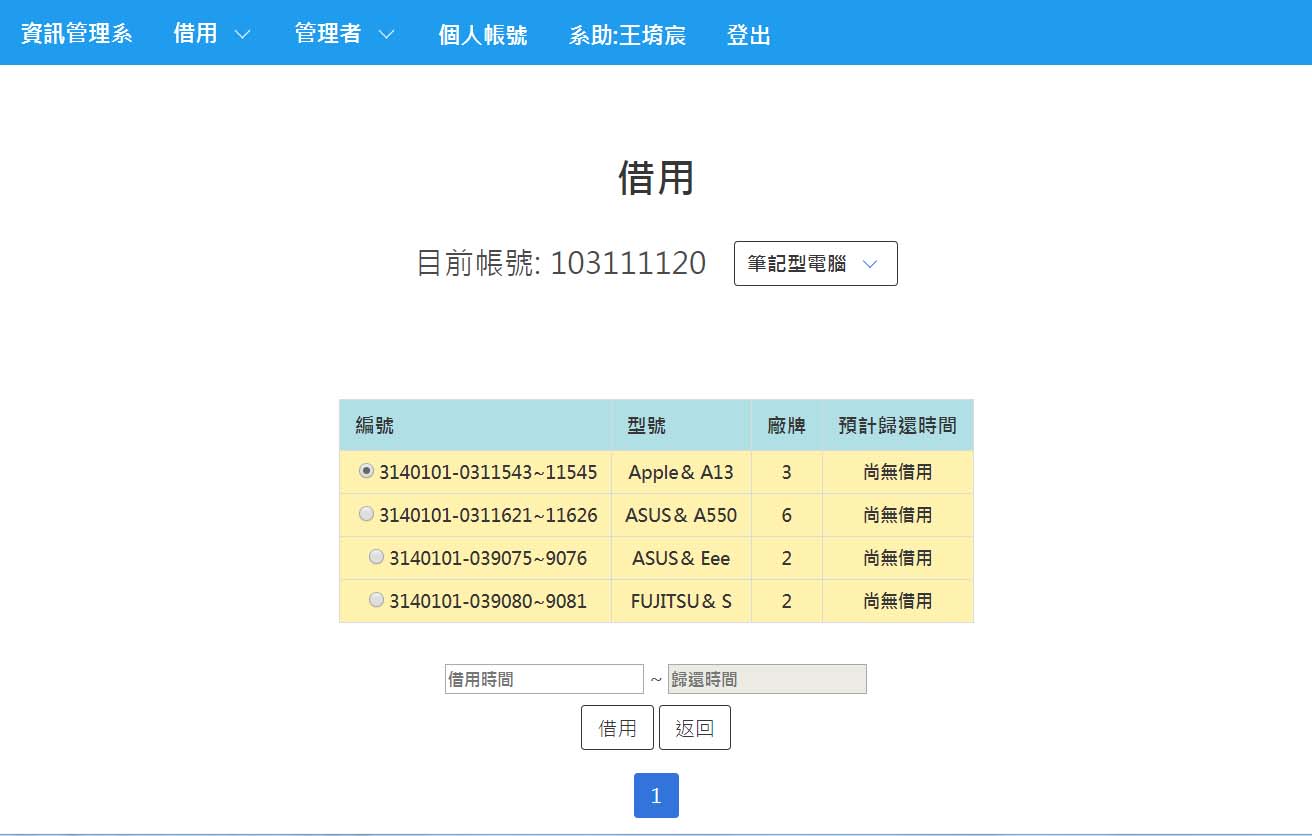 資訊管理系 借用 管理者 個人帳號 系助:王堉宸 登出
借用
目前帳號: 103111120 筆記型電腦
編號 型號 廠牌 預計歸還時間
3140101-0311543~11545 Apple& A13 3 尚無借用
3140101-0311621~11626 ASUS& A550 6 尚無借用
3140101-039075~9076 ASUS& Eee 2 尚無借用
3140101-039080~9081 FUJITSU& S 2 尚無借用
借用時間 ~ 歸還時間
借用 返回
1